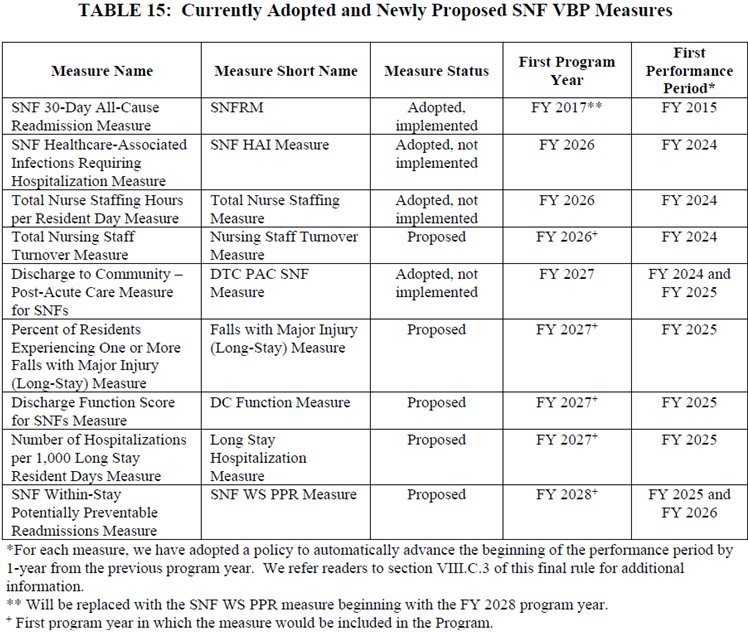 TABLE 15:  Currently Adopted and Newly Proposed SNF VBP Measures
Measure Name
Measure Short Name
Measure Status
First Program
Year
First
Performance
Period*
SNF 30-Day All-Cause
Readmission Measure
SNFRM
Adopted,
implemented
FY 2017**
FY 2015
SNF Healthcare-Associated
Infections Requiring
Hospitalization Measure
SNF HAI Measure
Adopted, not
implemented
FY 2026
FY 2024
Total Nurse Staffing Hours
per Resident Day Measure
Total Nurse Staffing
Measure
Adopted, not
implemented
FY 2026
FY 2024
Total Nursing Staff
Turnover Measure
Nursing Staff Turnover
Measure
Proposed
FY 2026+
FY 2024
Discharge to Community –
Post-Acute Care Measure
for SNFs
DTC PAC SNF
Measure
Adopted, not
implemented
FY 2027
FY 2024 and
FY 2025
Percent of Residents
Experiencing One or More
Falls with Major Injury
(Long-Stay) Measure
Falls with Major Injury
(Long-Stay) Measure
Proposed
FY 2027+
FY 2025
Discharge Function Score
for SNFs Measure
DC Function Measure
Proposed
FY 2027+
FY 2025
Number of Hospitalizations
per 1,000 Long Stay
Resident Days Measure
Long Stay
Hospitalization
Measure
Proposed
FY 2027+
FY 2025
SNF Within-Stay
Potentially Preventable
Readmissions Measure
SNF WS PPR Measure
Proposed
FY 2028+
FY 2025 and
FY 2026
*For each measure, we have adopted a policy to automatically advance the beginning of the performance period by
1-year from the previous program year.  We refer readers to section VIII.C.3 of this final rule for additional
information.
** Will be replaced with the SNF WS PPR measure beginning with the FY 2028 program year.
+ First program year in which the measure would be included in the Program.